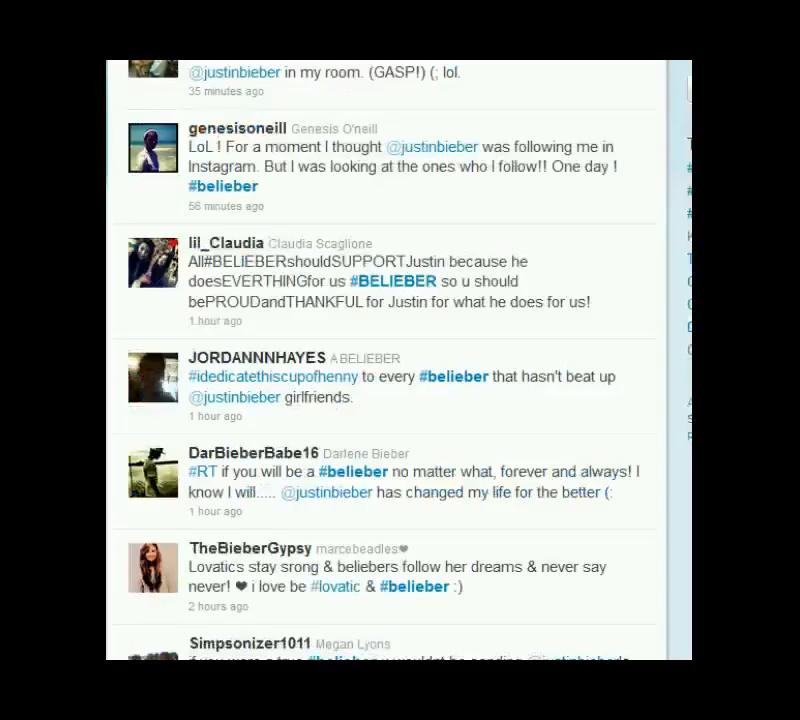 @justinbieber in my room. (GASP!) (; lol.
35 minutes ago
genesisoneill Genesis O'neill
LoL ! For a moment I thought @justinbieber was following me in
Instagram. But I was looking at the ones who I follow!! One day !
#belieber
56 minutes ago
lil_Claudia Claudia Scaglione
All#BELIEBERshouldSUPPORTJustin because he
doesEVERYTHINGfor us #BELIEBER so u should
bePROUDandTHANKFUL for Justin for what he does for us!
1 hour ago
JORDANNNHAYES A BELIEBER
#idedicatethiscupofhenny to every #belieber that hasn't beat up
@justinbieber girlfriends.
1 hour ago
DarBieberBabe16 Darlene Bieber
#RT if you will be a #belieber no matter what, forever and always! I
know I will..... @justinbieber has changed my life for the better (:
1 hour ago
TheBieberGypsy marcebeadles♥
Lovatics stay srong & beliebers follow her dreams & never say
never! ♥ i love be #lovatic & #belieber :)
2 hours ago
Simpsonizer1011 Megan Lyons